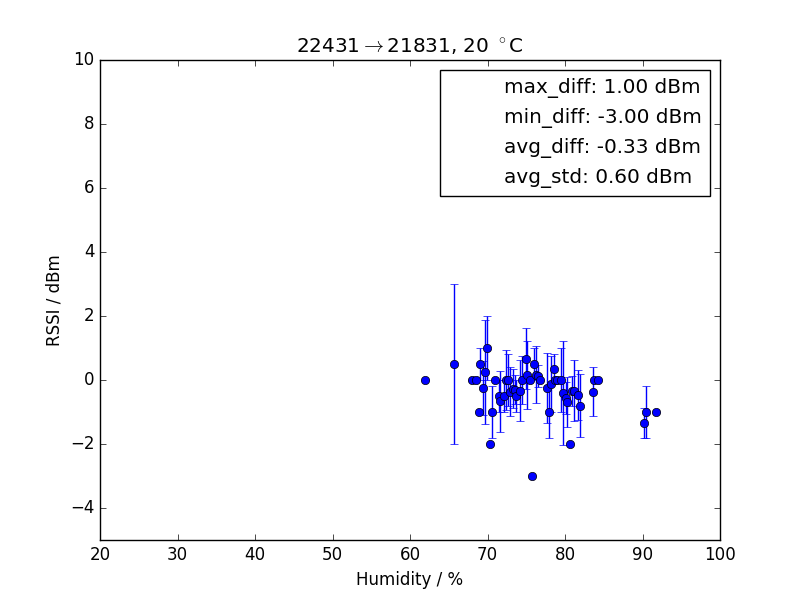 22431→21831, 20 °C
max_diff: 1.00 dBm
min_diff: -3.00 dBm
avg_diff: -0.33 dBm
avg_std: 0.60 dBm
10
8
6
4
2
0
−2
−4
RSSI / dBm
20 30 40 50 60 70 80 90 100
Humidity / %